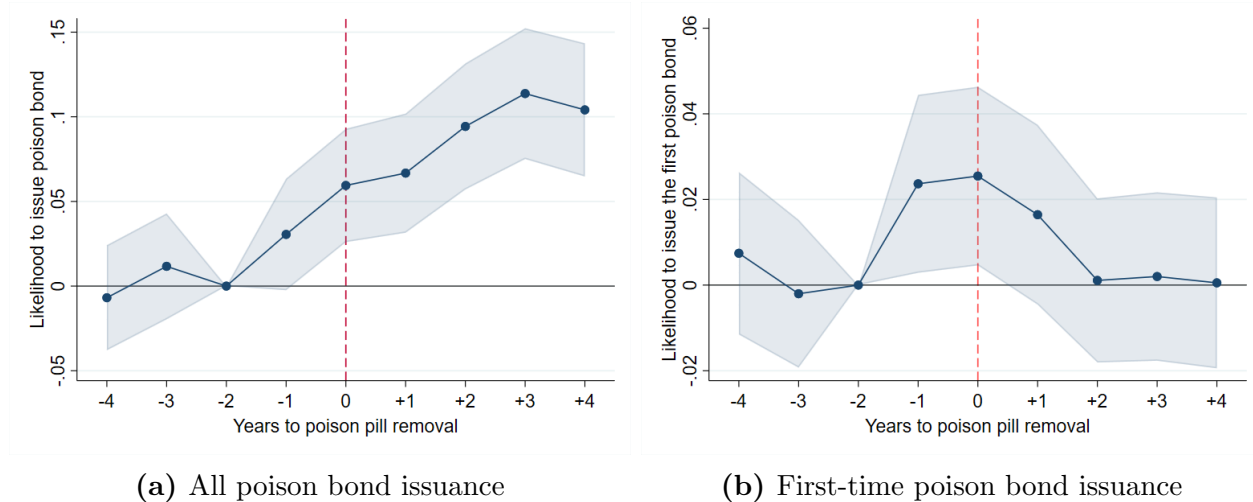 Likelihood to issue poison bond
.15
.1
.05
0
-.05
-4 -3 -2 -1 0 +1 +2 +3 +4
Years to poison pill removal
(a) All poison bond issuance
Likelihood to issue the first poison bond
.06
.04
.02
0
-.02
-4 -3 -2 -1 0 +1 +2 +3 +4
Years to poison pill removal
(b) First-time poison bond issuance